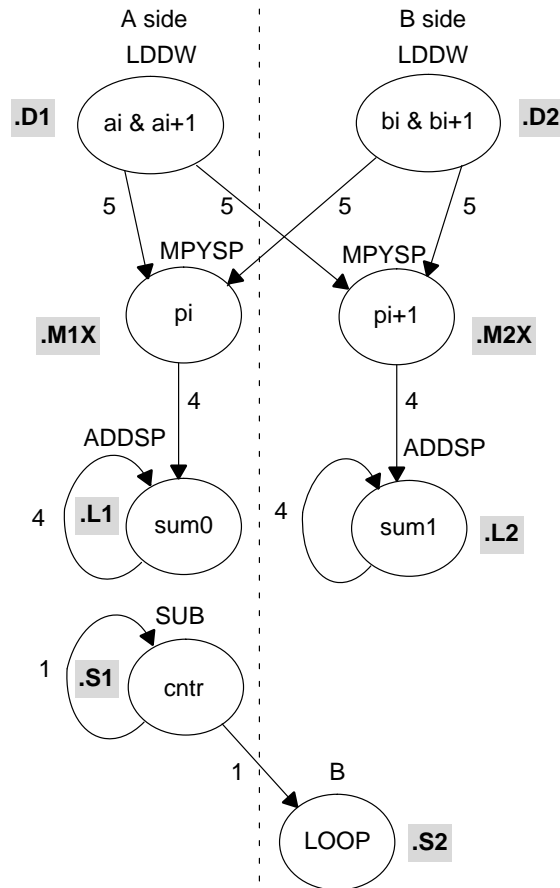 A side B side
LDDW LDDW
.D1 ai & ai+1 bi & bi+1 .D2
5 5 5 5
MPYSP MPYSP
pi pi+1
.M1X .M2X
4 4
ADDSP ADDSP
4 .L1 sum0 4 sum1 .L2
SUB
1 .S1 cntr
1 B
LOOP .S2